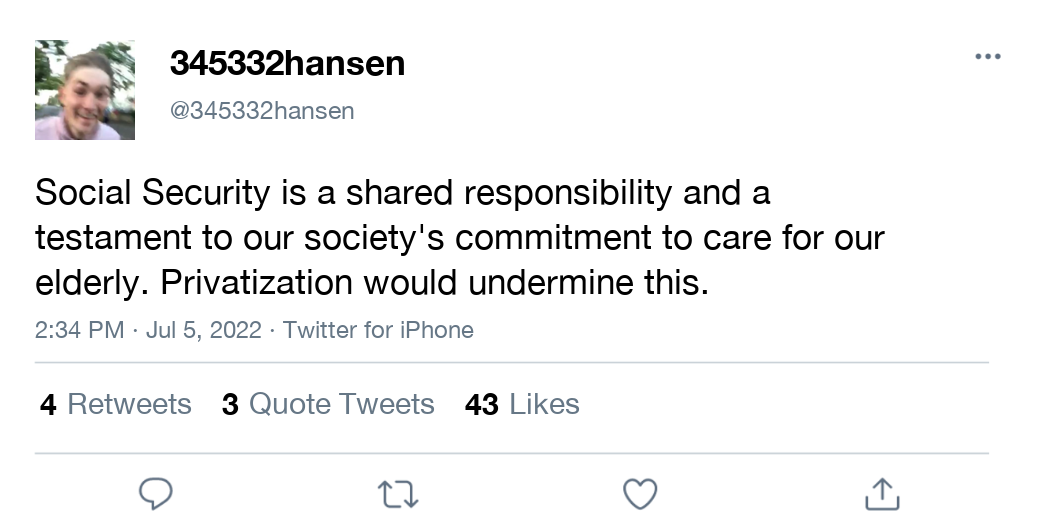 345332hansen
@345332hansen
Social Security is a shared responsibility and a
testament to our society's commitment to care for our
elderly. Privatization would undermine this.
2:34 PM · Jul 5, 2022 · Twitter for iPhone
4 Retweets 3 Quote Tweets 43 Likes